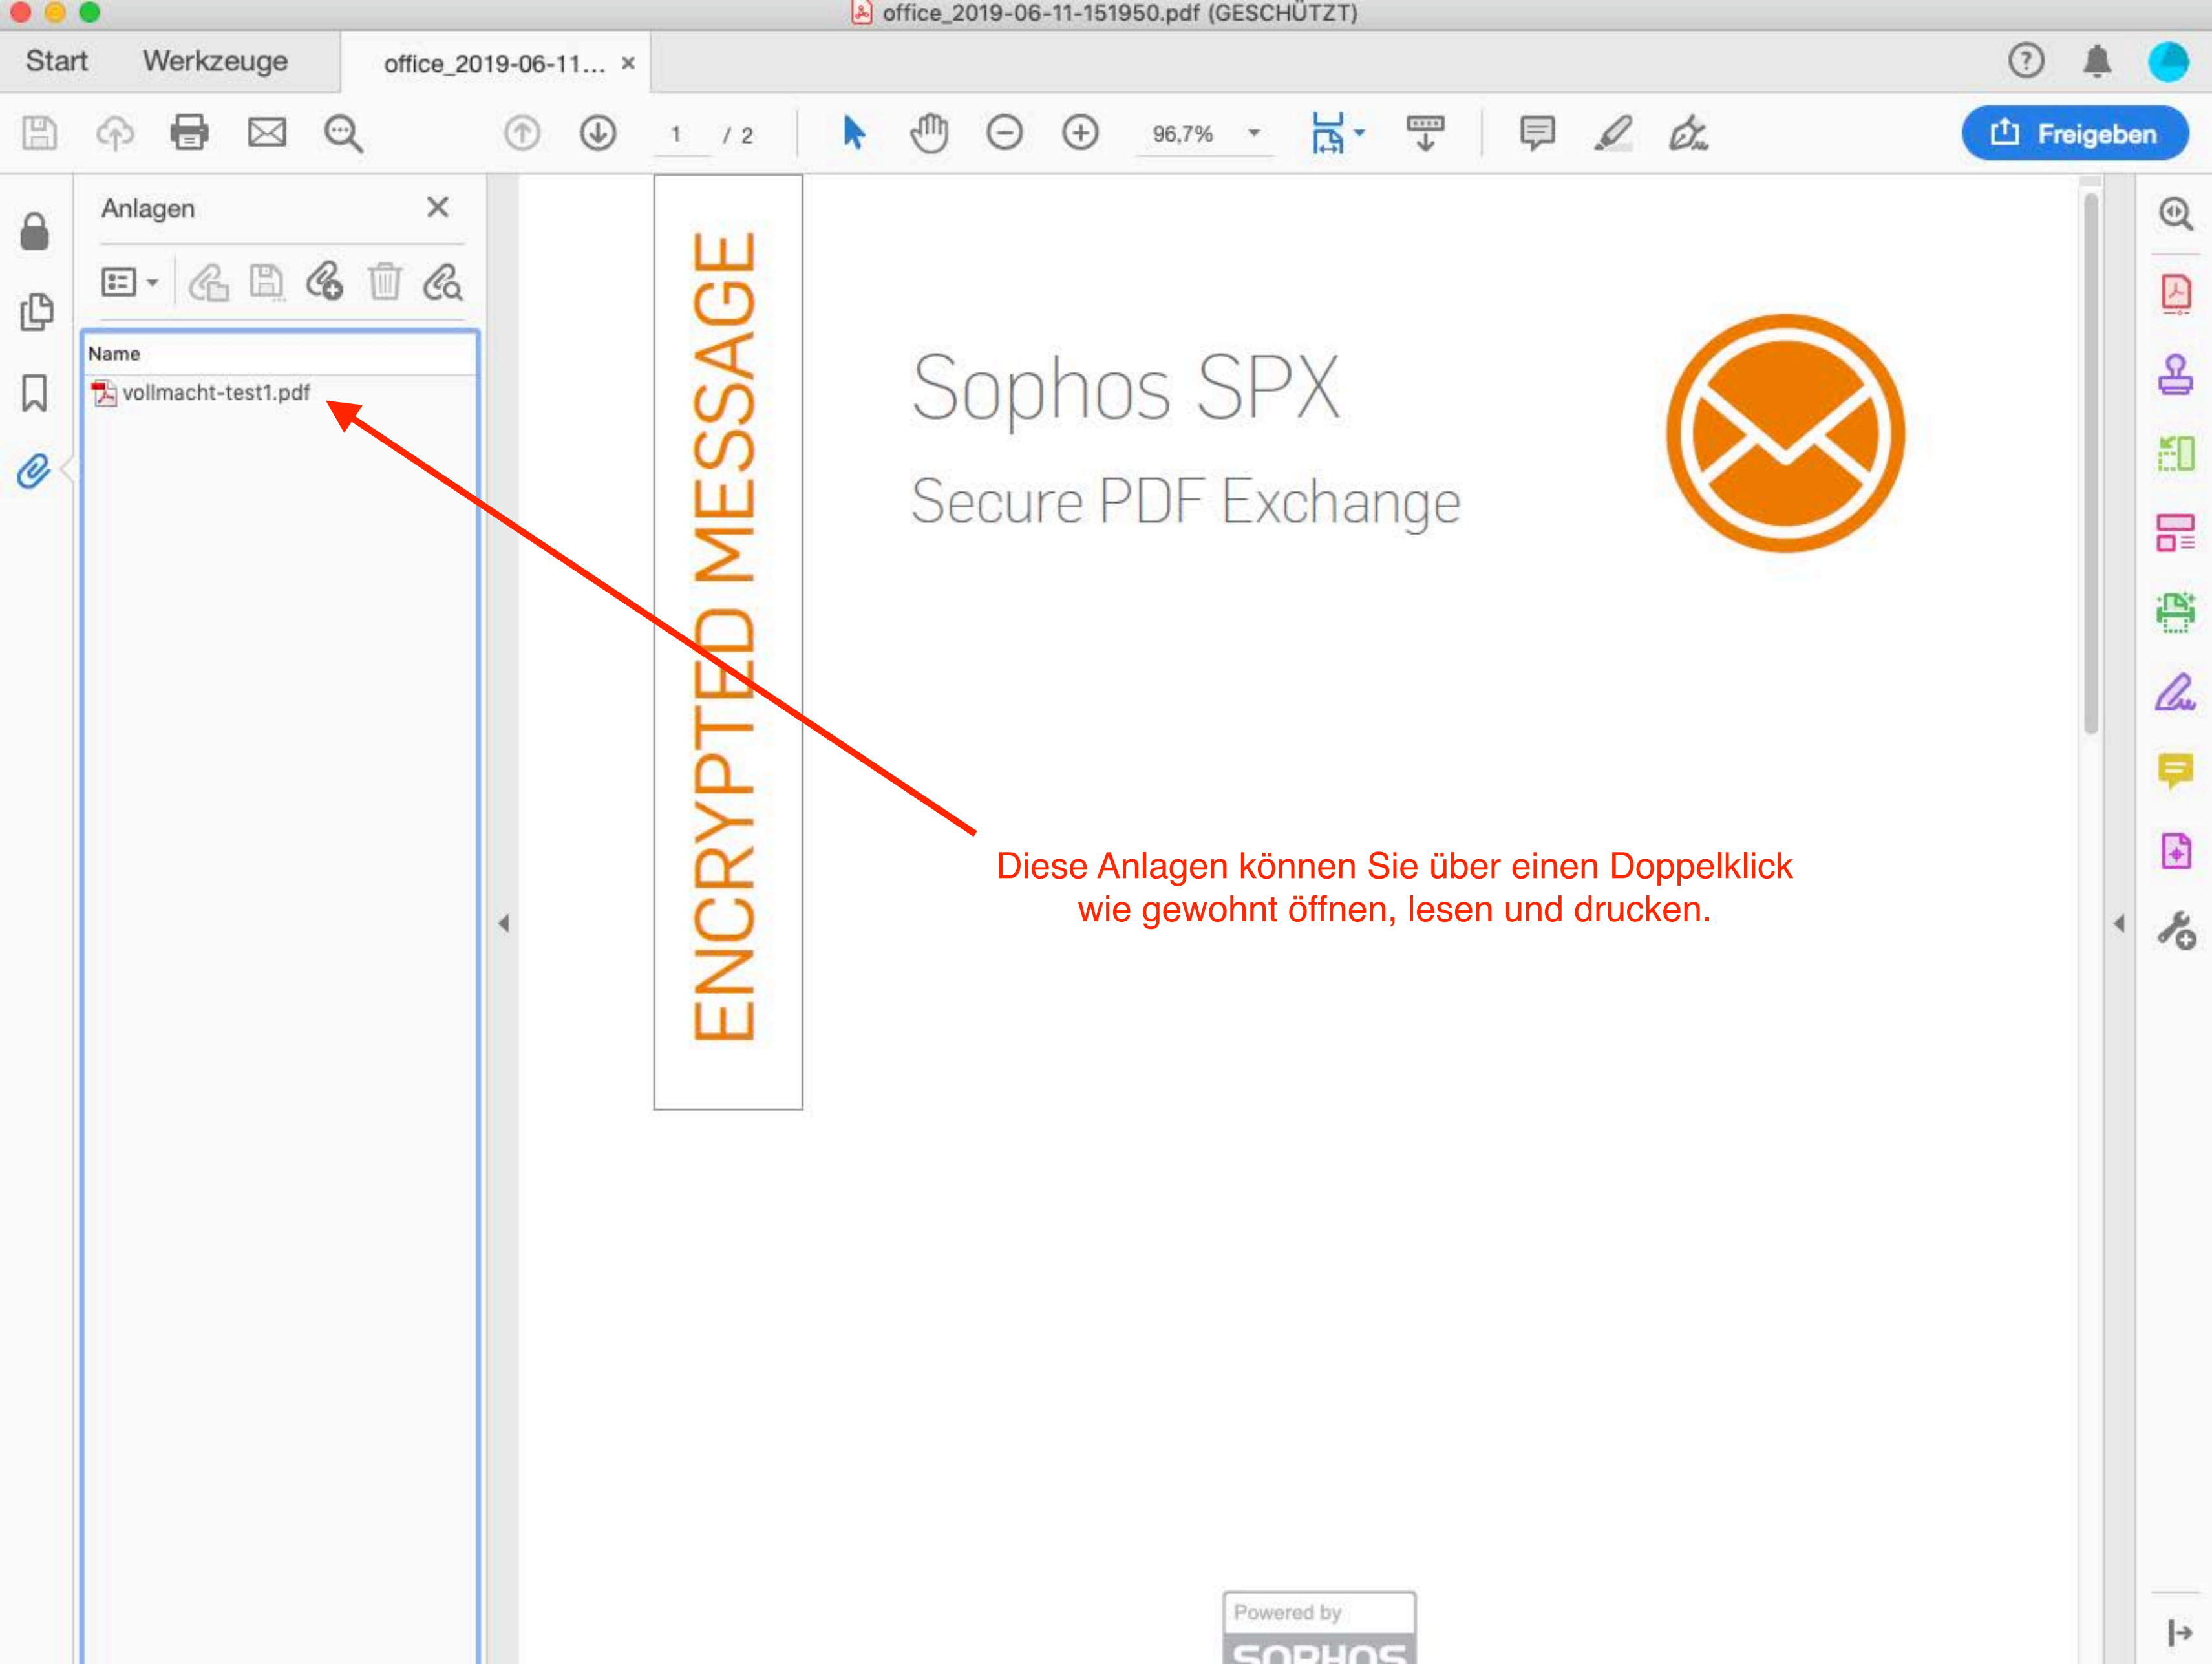 office_2019-06-11-151950.pdf (GESCHÜTZT)
Start Werkzeuge office_2019-06-11... ×
1 / 2 96,7% Freigeben
Anlagen
Name
vollmacht-test1.pdf
ENCRYPTED MESSAGE
Sophos SPX
Secure PDF Exchange
Diese Anlagen können Sie über einen Doppelklick
wie gewohnt öffnen, lesen und drucken.
Powered by
SOPHOS